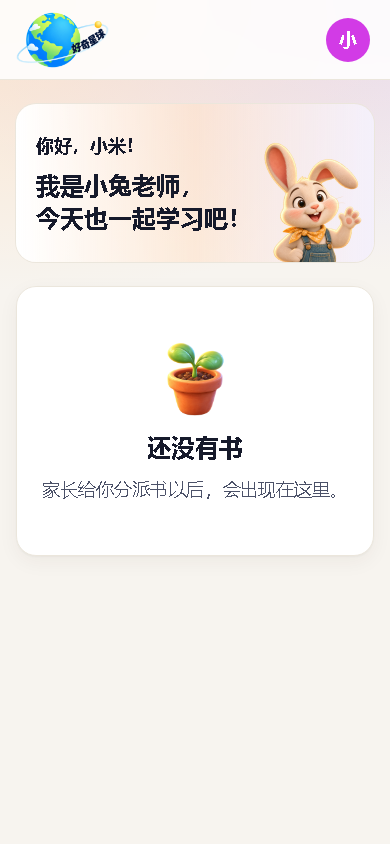 好奇星球
小
你好，小米！
我是小兔老师，
今天也一起学习吧！
还没有书
家长给你分派书以后，会出现在这里。